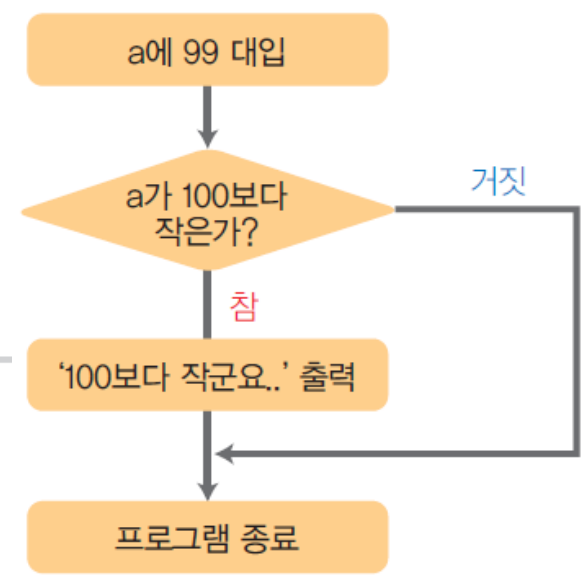 a에 99 대입
a가 100보다
작은가?
거짓
참
‘100보다 작군요..’ 출력
프로그램 종료